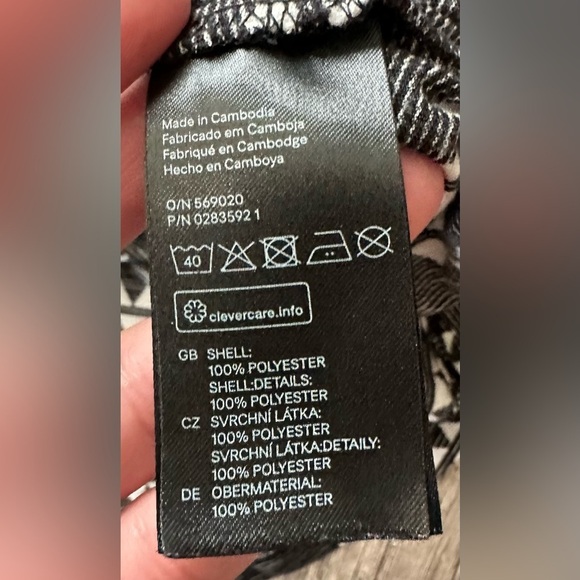 Made in Cambodia
Fabricado em Camboja
Fabriqué en Cambodge
Hecho en Camboya
O/N 569020
P/N 0283592 1
40
clevercare.info
GB SHELL:
100% POLYESTER
SHELL:DETAILS:
100% POLYESTER
CZ SVRCHNÍ LÁTKA:
100% POLYESTER
SVRCHNÍ LÁTKA:DETAILY:
100% POLYESTER
DE OBERMATERIAL:
100% POLYESTER